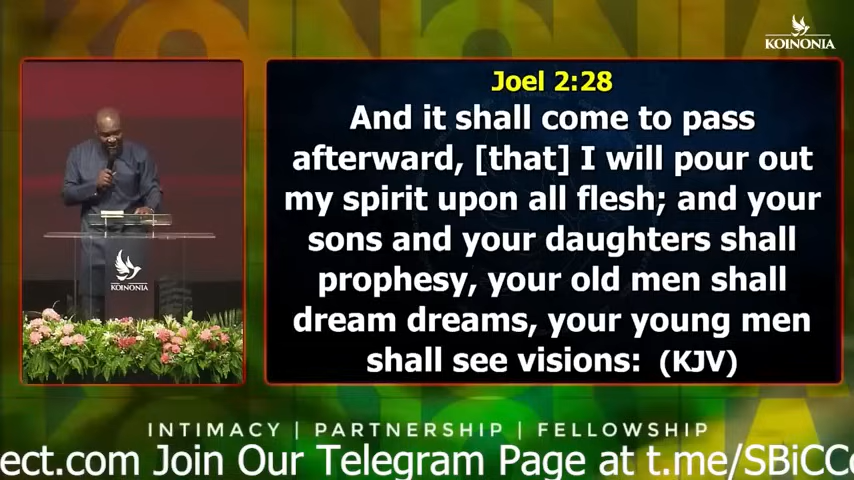 KOINONIA
Joel 2:28
And it shall come to pass
afterward, [that] I will pour out
my spirit upon all flesh; and your
sons and your daughters shall
prophesy, your old men shall
dream dreams, your young men
shall see visions: (KJV)
KOINONIA
INTIMACY | PARTNERSHIP | FELLOWSHIP
ect.com Join Our Telegram Page at t.me/SBiCC